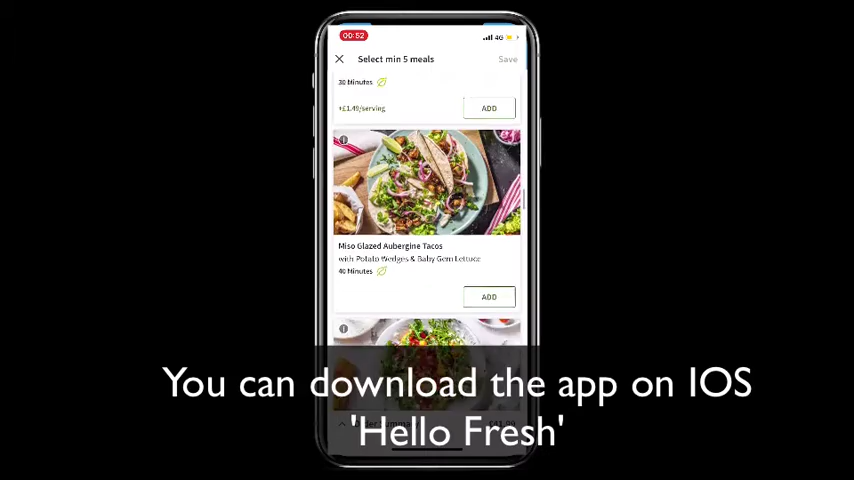 00:52
4G
Select min 5 meals
Save
30 Minutes
+£1.49/serving
ADD
Miso Glazed Aubergine Tacos
with Potato Wedges & Baby Gem Lettuce
40 Minutes
ADD
You can download the app on IOS
'Hello Fresh'